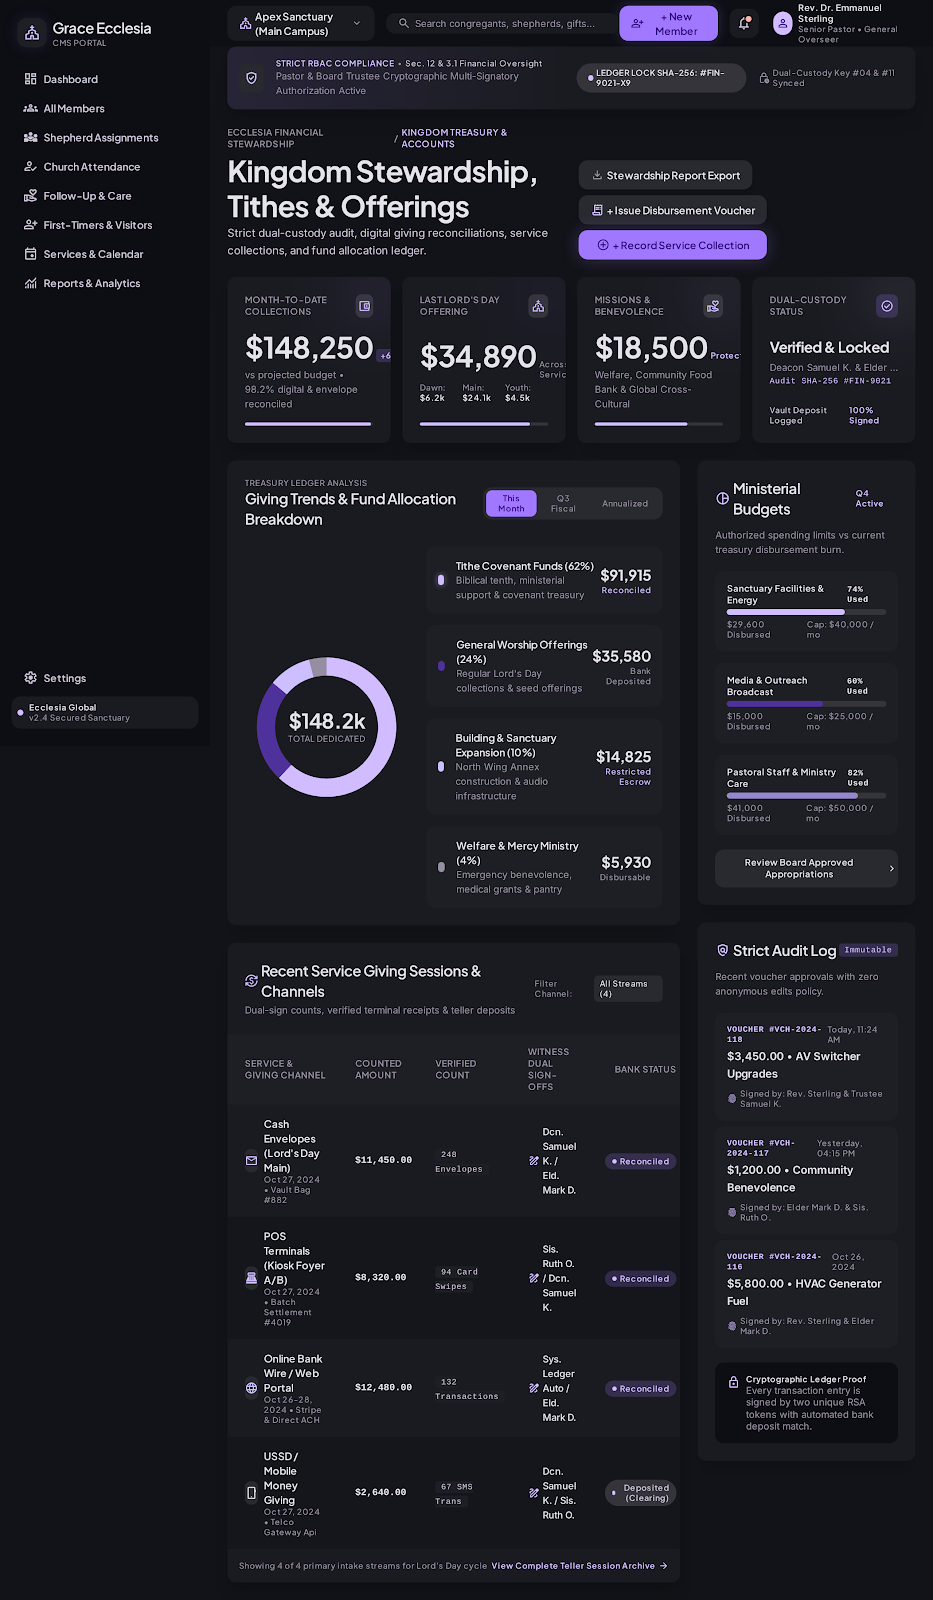 Grace Ecclesia
CMS PORTAL
Dashboard
All Members
Shepherd Assignments
Church Attendance
Follow-Up & Care
First-Timers & Visitors
Services & Calendar
Reports & Analytics
Settings
Ecclesia Global
v2.4 Secured Sanctuary
Apex Sanctuary
(Main Campus)
Search congregants, shepherds, gifts...
+ New
Member
Rev. Dr. Emmanuel
Sterling
Senior Pastor • General
Overseer
STRICT RBAC COMPLIANCE • Sec. 12 & 3.1 Financial Oversight
Pastor & Board Trustee Cryptographic Multi-Signatory
Authorization Active
LEDGER LOCK SHA-256: #FIN-
9021-X9
Dual-Custody Key #04 & #11
Synced
ECCLESIA FINANCIAL
STEWARDSHIP
/
KINGDOM TREASURY &
ACCOUNTS
Kingdom Stewardship,
Tithes & Offerings
Strict dual-custody audit, digital giving reconciliations, service
collections, and fund allocation ledger.
Stewardship Report Export
+ Issue Disbursement Voucher
+ Record Service Collection
MONTH-TO-DATE
COLLECTIONS
$148,250 +6
vs projected budget •
98.2% digital & envelope
reconciled
LAST LORD'S DAY
OFFERING
$34,890 Acros
Servic
Dawn: Main: Youth:
$6.2k $24.1k $4.5k
MISSIONS &
BENEVOLENCE
$18,500 Protec
Welfare, Community Food
Bank & Global Cross-
Cultural
DUAL-CUSTODY
STATUS
Verified & Locked
Deacon Samuel K. & Elder ...
Audit SHA-256 #FIN-9021
Vault Deposit
Logged
100%
Signed
TREASURY LEDGER ANALYSIS
Giving Trends & Fund Allocation
Breakdown
This
Month
Q3
Fiscal
Annualized
$148.2k
TOTAL DEDICATED
Tithe Covenant Funds (62%)
Biblical tenth, ministerial
support & covenant treasury
$91,915
Reconciled
General Worship Offerings
(24%)
Regular Lord's Day
collections & seed offerings
$35,580
Bank
Deposited
Building & Sanctuary
Expansion (10%)
North Wing Annex
construction & audio
infrastructure
$14,825
Restricted
Escrow
Welfare & Mercy Ministry
(4%)
Emergency benevolence,
medical grants & pantry
$5,930
Disbursable
Ministerial
Budgets
Q4
Active
Authorized spending limits vs current
treasury disbursement burn.
Sanctuary Facilities &
Energy
74%
Used
$29,600
Disbursed
Cap: $40,000 /
mo
Media & Outreach
Broadcast
60%
Used
$15,000
Disbursed
Cap: $25,000 /
mo
Pastoral Staff & Ministry
Care
82%
Used
$41,000
Disbursed
Cap: $50,000 /
mo
Review Board Approved
Appropriations
Recent Service Giving Sessions &
Channels
Dual-sign counts, verified terminal receipts & teller deposits
Filter
Channel:
All Streams
(4)
SERVICE &
GIVING CHANNEL
COUNTED
AMOUNT
VERIFIED
COUNT
WITNESS
DUAL
SIGN-
OFFS
BANK STATUS
Cash
Envelopes
(Lord's Day
Main)
Oct 27, 2024
• Vault Bag
#882
$11,450.00
248
Envelopes
Dcn.
Samuel
K. /
Eld.
Mark D.
Reconciled
POS
Terminals
(Kiosk Foyer
A/B)
Oct 27, 2024
• Batch
Settlement
#4019
$8,320.00
94 Card
Swipes
Sis.
Ruth O.
/ Dcn.
Samuel
K.
Reconciled
Online Bank
Wire / Web
Portal
Oct 26-28,
2024 • Stripe
& Direct ACH
$12,480.00
132
Transactions
Sys.
Ledger
Auto /
Eld.
Mark D.
Reconciled
USSD /
Mobile
Money
Giving
Oct 27, 2024
• Telco
Gateway Api
$2,640.00
67 SMS
Trans
Dcn.
Samuel
K. / Sis.
Ruth O.
Deposited
(Clearing)
Showing 4 of 4 primary intake streams for Lord's Day cycle
View Complete Teller Session Archive →
Strict Audit Log
Immutable
Recent voucher approvals with zero
anonymous edits policy.
VOUCHER #VCH-2024-
118
Today, 11:24
AM
$3,450.00 • AV Switcher
Upgrades
Signed by: Rev. Sterling & Trustee
Samuel K.
VOUCHER #VCH-
2024-117
Yesterday,
04:15 PM
$1,200.00 • Community
Benevolence
Signed by: Elder Mark D. & Sis.
Ruth O.
VOUCHER #VCH-2024-
116
Oct 26,
2024
$5,800.00 • HVAC Generator
Fuel
Signed by: Rev. Sterling & Elder
Mark D.
Cryptographic Ledger Proof
Every transaction entry is
signed by two unique RSA
tokens with automated bank
deposit match.